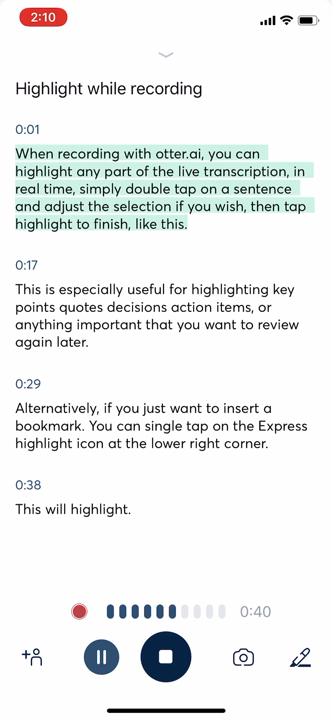 2:10
Highlight while recording
0:01
When recording with otter.ai, you can
highlight any part of the live transcription, in
real time, simply double tap on a sentence
and adjust the selection if you wish, then tap
highlight to finish, like this.
0:17
This is especially useful for highlighting key
points quotes decisions action items, or
anything important that you want to review
again later.
0:29
Alternatively, if you just want to insert a
bookmark. You can single tap on the Express
highlight icon at the lower right corner.
0:38
This will highlight.
0:40